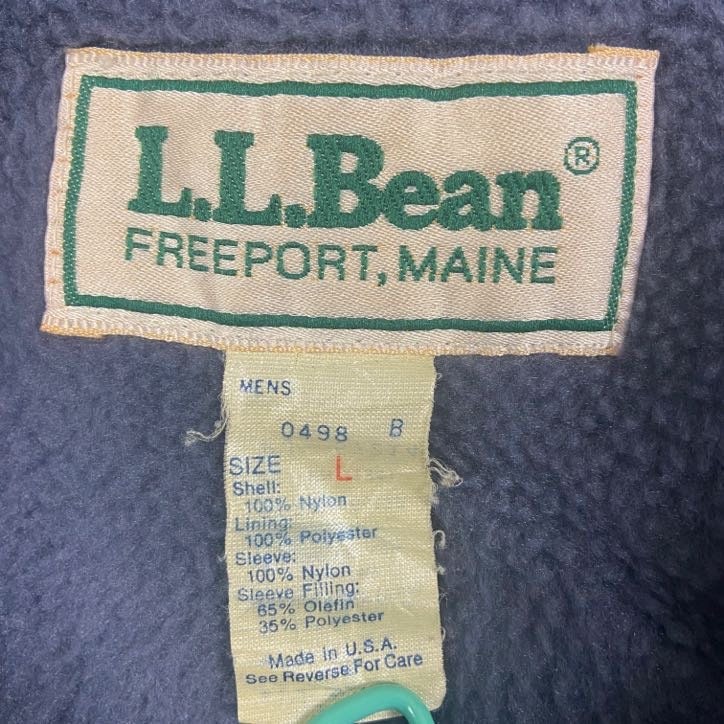 L.L.Bean®
FREEPORT, MAINE
MENS
0498 B
SIZE L
Shell:
100% Nylon
Lining:
100% Polyester
Sleeve:
100% Nylon
Sleeve Filling:
65% Olefin
35% Polyester
Made in U.S.A.
See Reverse For Care